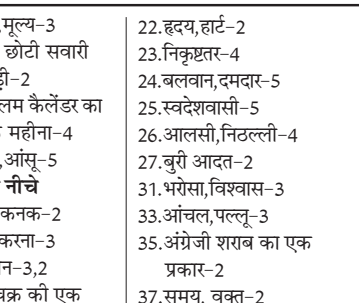 मूल्य-3
छोटी सवारी
-2
कैलेंडर का
महीना-4
,आंसू-5
नीचे
कनक-2
करना-3
-3,2
की एक
22.हृदय,हार्ट-2
23.निकृष्टतर-4
24.बलवान,दमदार-5
25.स्वदेशवासी-5
26.आलसी,निठल्ली-4
27.बुरी आदत-2
31.भरोसा,विश्वास-3
33.आंचल,पल्लू-3
35.अंग्रेजी शराब का एक
प्रकार-2
37.समय, वक्त-2